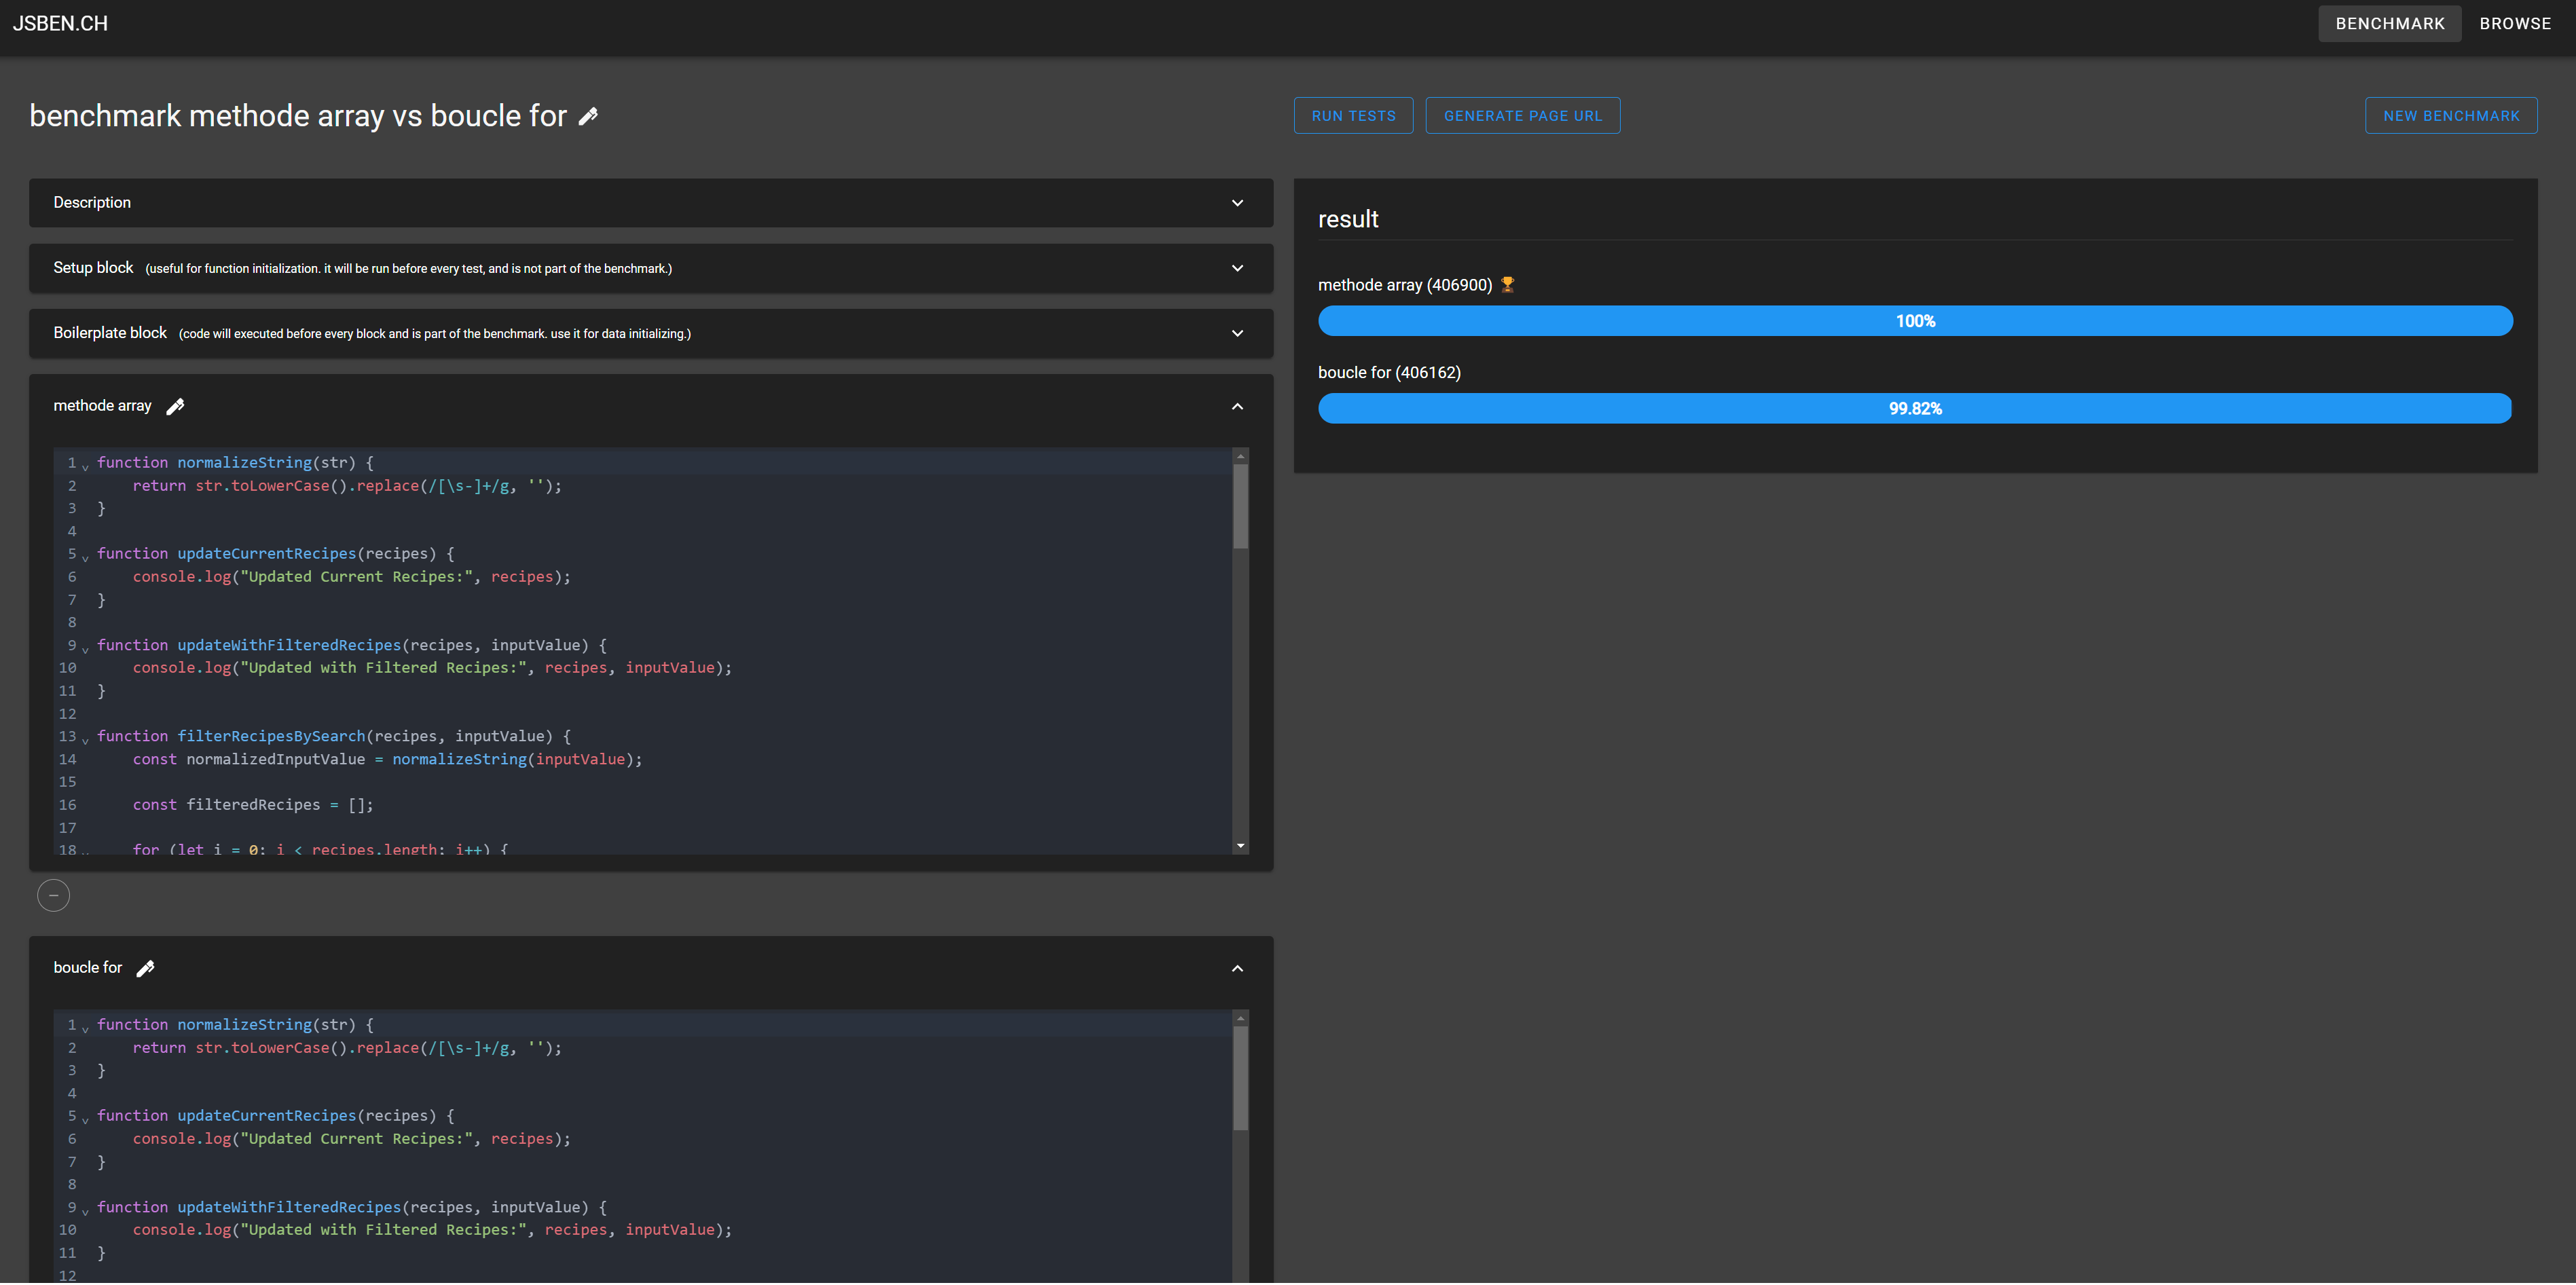 JSBEN.CH
BENCHMARK
BROWSE
benchmark methode array vs boucle for
RUN TESTS
GENERATE PAGE URL
NEW BENCHMARK
Description
Setup block (useful for function initialization. it will be run before every test, and is not part of the benchmark.)
Boilerplate block (code will executed before every block and is part of the benchmark. use it for data initializing.)
methode array
1 function normalizeString(str) {
2     return str.toLowerCase().replace(/[\s-]+/g, '');
3 }
4
5 function updateCurrentRecipes(recipes) {
6     console.log("Updated Current Recipes:", recipes);
7 }
8
9 function updateWithFilteredRecipes(recipes, inputValue) {
10     console.log("Updated with Filtered Recipes:", recipes, inputValue);
11 }
12
13 function filterRecipesBySearch(recipes, inputValue) {
14     const normalizedInputValue = normalizeString(inputValue);
15
16     const filteredRecipes = [];
17
18     for (let i = 0; i < recipes.length; i++) {
boucle for
1 function normalizeString(str) {
2     return str.toLowerCase().replace(/[\s-]+/g, '');
3 }
4
5 function updateCurrentRecipes(recipes) {
6     console.log("Updated Current Recipes:", recipes);
7 }
8
9 function updateWithFilteredRecipes(recipes, inputValue) {
10     console.log("Updated with Filtered Recipes:", recipes, inputValue);
11 }
12
result
methode array (406900) 🏆
100%
boucle for (406162)
99.82%